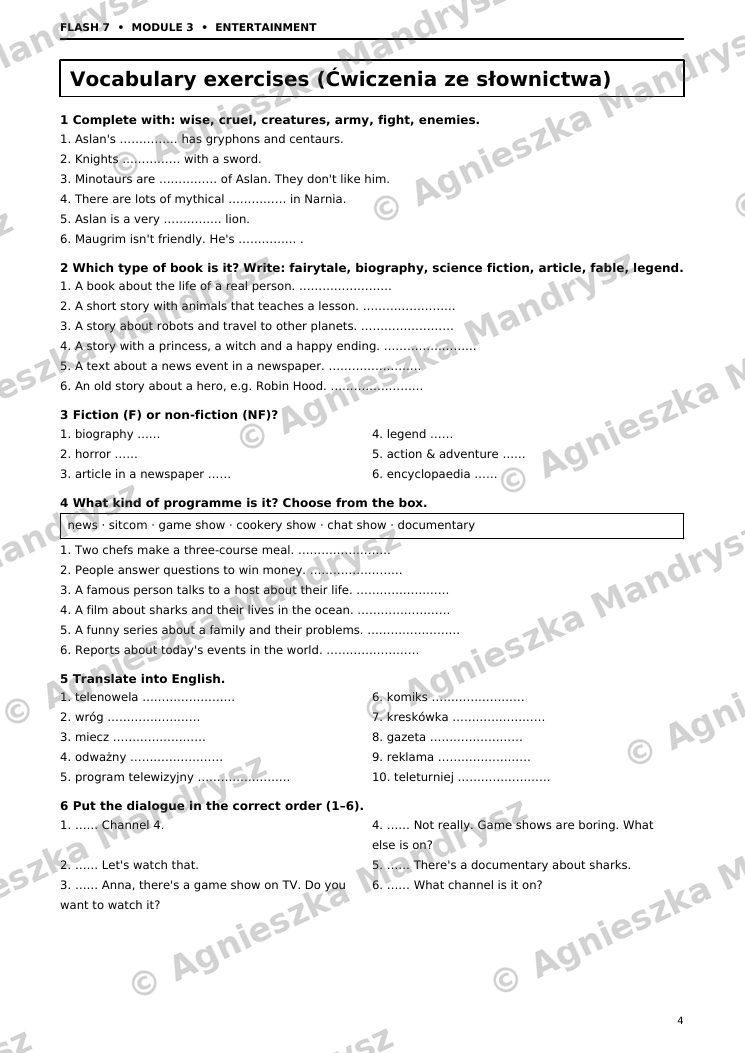 FLASH 7 • MODULE 3 • ENTERTAINMENT
Vocabulary exercises (Ćwiczenia ze słownictwa)
1 Complete with: wise, cruel, creatures, army, fight, enemies.
1. Aslan's …………… has gryphons and centaurs.
2. Knights …………… with a sword.
3. Minotaurs are …………… of Aslan. They don't like him.
4. There are lots of mythical …………… in Narnia.
5. Aslan is a very …………… lion.
6. Maugrim isn't friendly. He's …………… .
2 Which type of book is it? Write: fairytale, biography, science fiction, article, fable, legend.
1. A book about the life of a real person. ……………………
2. A short story with animals that teaches a lesson. ……………………
3. A story about robots and travel to other planets. ……………………
4. A story with a princess, a witch and a happy ending. ……………………
5. A text about a news event in a newspaper. ……………………
6. An old story about a hero, e.g. Robin Hood. ……………………
3 Fiction (F) or non-fiction (NF)?
1. biography ……
2. horror ……
3. article in a newspaper ……
4. legend ……
5. action & adventure ……
6. encyclopaedia ……
4 What kind of programme is it? Choose from the box.
news · sitcom · game show · cookery show · chat show · documentary
1. Two chefs make a three-course meal. ……………………
2. People answer questions to win money. ……………………
3. A famous person talks to a host about their life. ……………………
4. A film about sharks and their lives in the ocean. ……………………
5. A funny series about a family and their problems. ……………………
6. Reports about today's events in the world. ……………………
5 Translate into English.
1. telenowela ……………………
2. wróg ……………………
3. miecz ……………………
4. odważny ……………………
5. program telewizyjny ……………………
6. komiks ……………………
7. kreskówka ……………………
8. gazeta ……………………
9. reklama ……………………
10. teleturniej ……………………
6 Put the dialogue in the correct order (1–6).
1. …… Channel 4.
2. …… Let's watch that.
3. …… Anna, there's a game show on TV. Do you
want to watch it?
4. …… Not really. Game shows are boring. What
else is on?
5. …… There's a documentary about sharks.
6. …… What channel is it on?
4
© Agnieszka Mandrysz